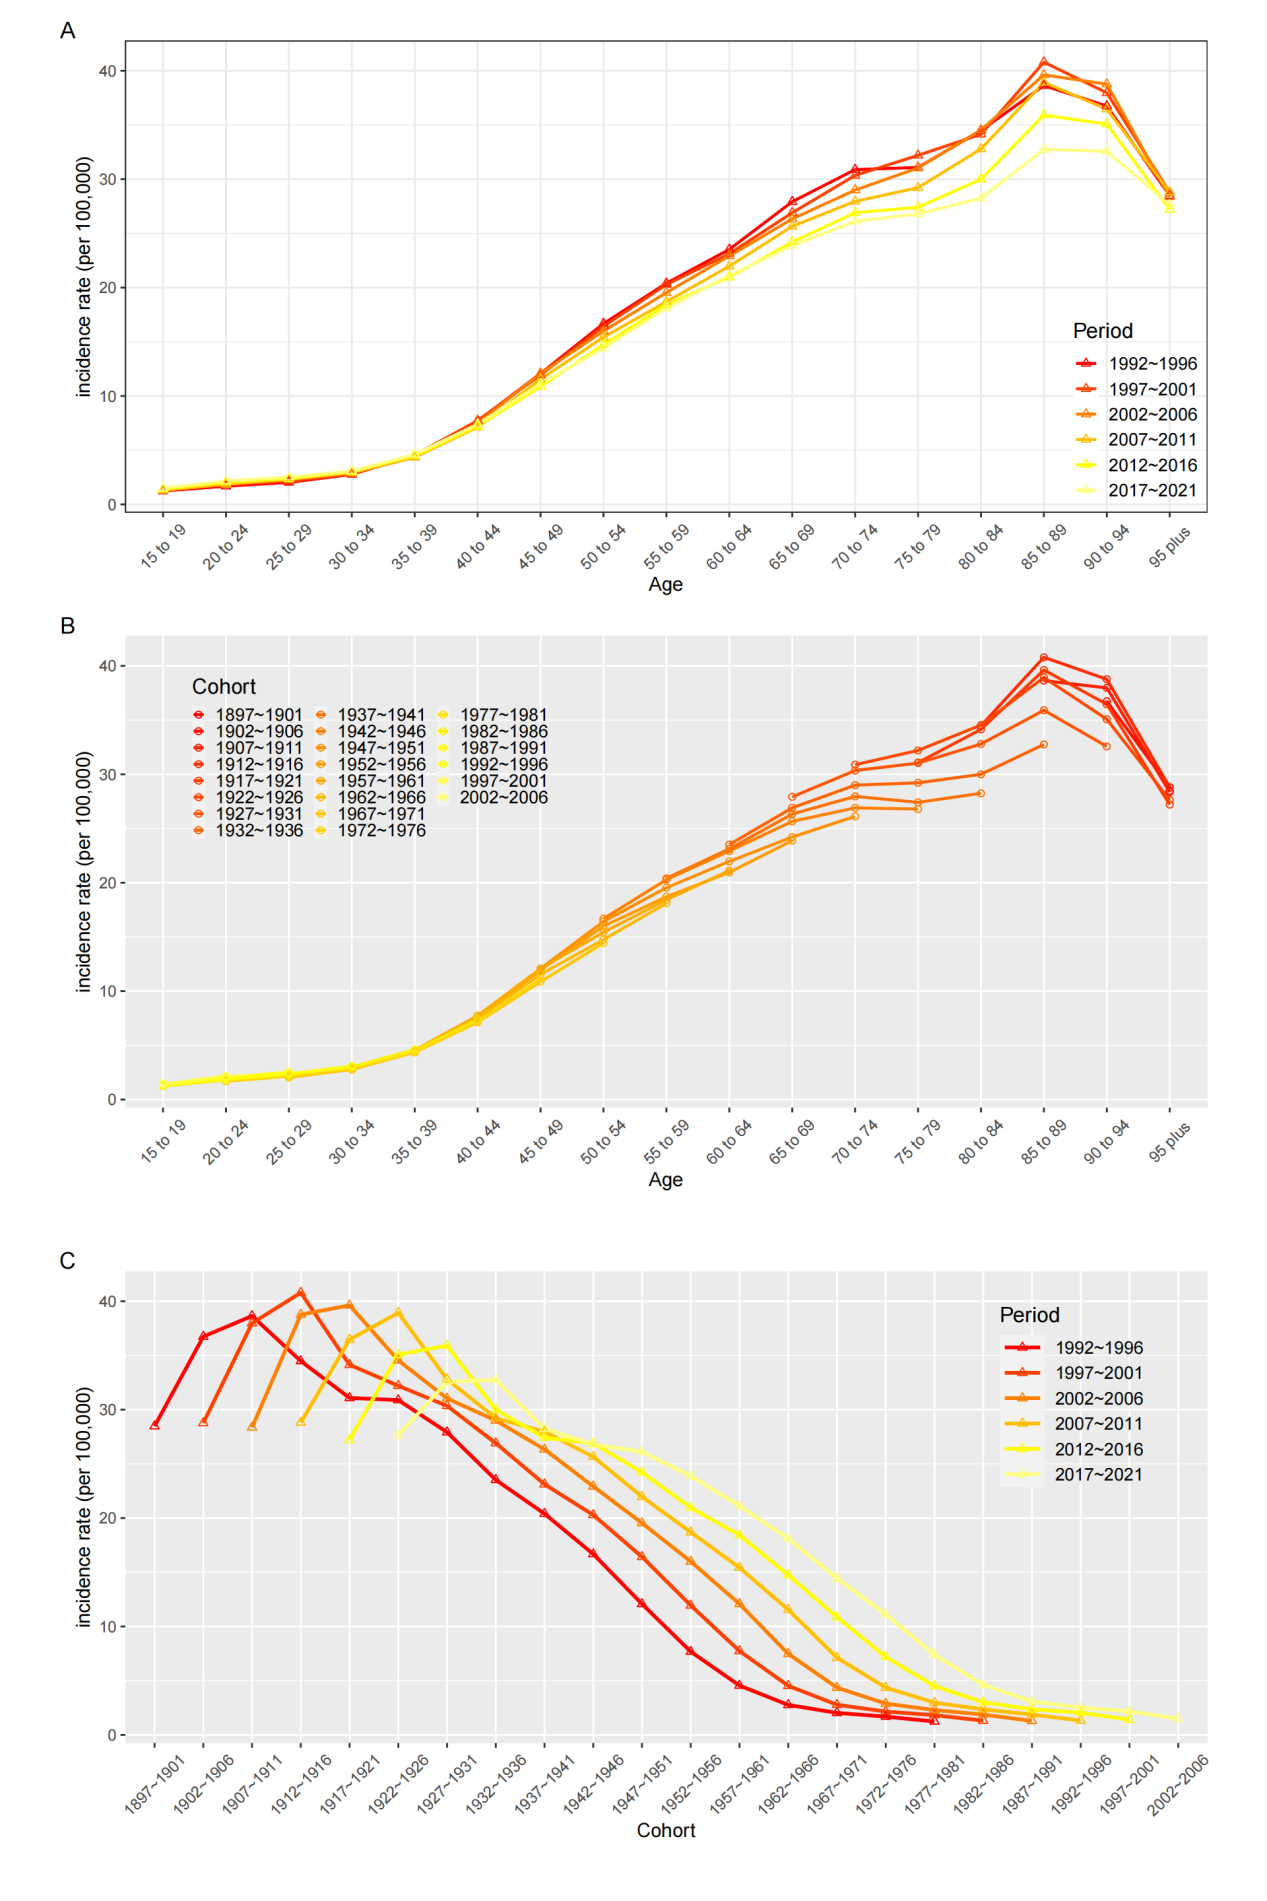 A
incidence rate (per 100,000)
40
30
20
10
0
Period
1992~1996
1997~2001
2002~2006
2007~2011
2012~2016
2017~2021
15 to 19
20 to 24
25 to 29
30 to 34
35 to 39
40 to 44
45 to 49
50 to 54
55 to 59
60 to 64
65 to 69
70 to 74
75 to 79
80 to 84
85 to 89
90 to 94
95 plus
Age
B
incidence rate (per 100,000)
40
30
20
10
0
Cohort
1897~1901 1937~1941 1977~1981
1902~1906 1942~1946 1982~1986
1907~1911 1947~1951 1987~1991
1912~1916 1952~1956 1992~1996
1917~1921 1957~1961 1997~2001
1922~1926 1962~1966 2002~2006
1927~1931 1967~1971
1932~1936 1972~1976
15 to 19
20 to 24
25 to 29
30 to 34
35 to 39
40 to 44
45 to 49
50 to 54
55 to 59
60 to 64
65 to 69
70 to 74
75 to 79
80 to 84
85 to 89
90 to 94
95 plus
Age
C
incidence rate (per 100,000)
40
30
20
10
0
Period
1992~1996
1997~2001
2002~2006
2007~2011
2012~2016
2017~2021
1897~1901
1902~1906
1907~1911
1912~1916
1917~1921
1922~1926
1927~1931
1932~1936
1937~1941
1942~1946
1947~1951
1952~1956
1957~1961
1962~1966
1967~1971
1972~1976
1977~1981
1982~1986
1987~1991
1992~1996
1997~2001
2002~2006
Cohort